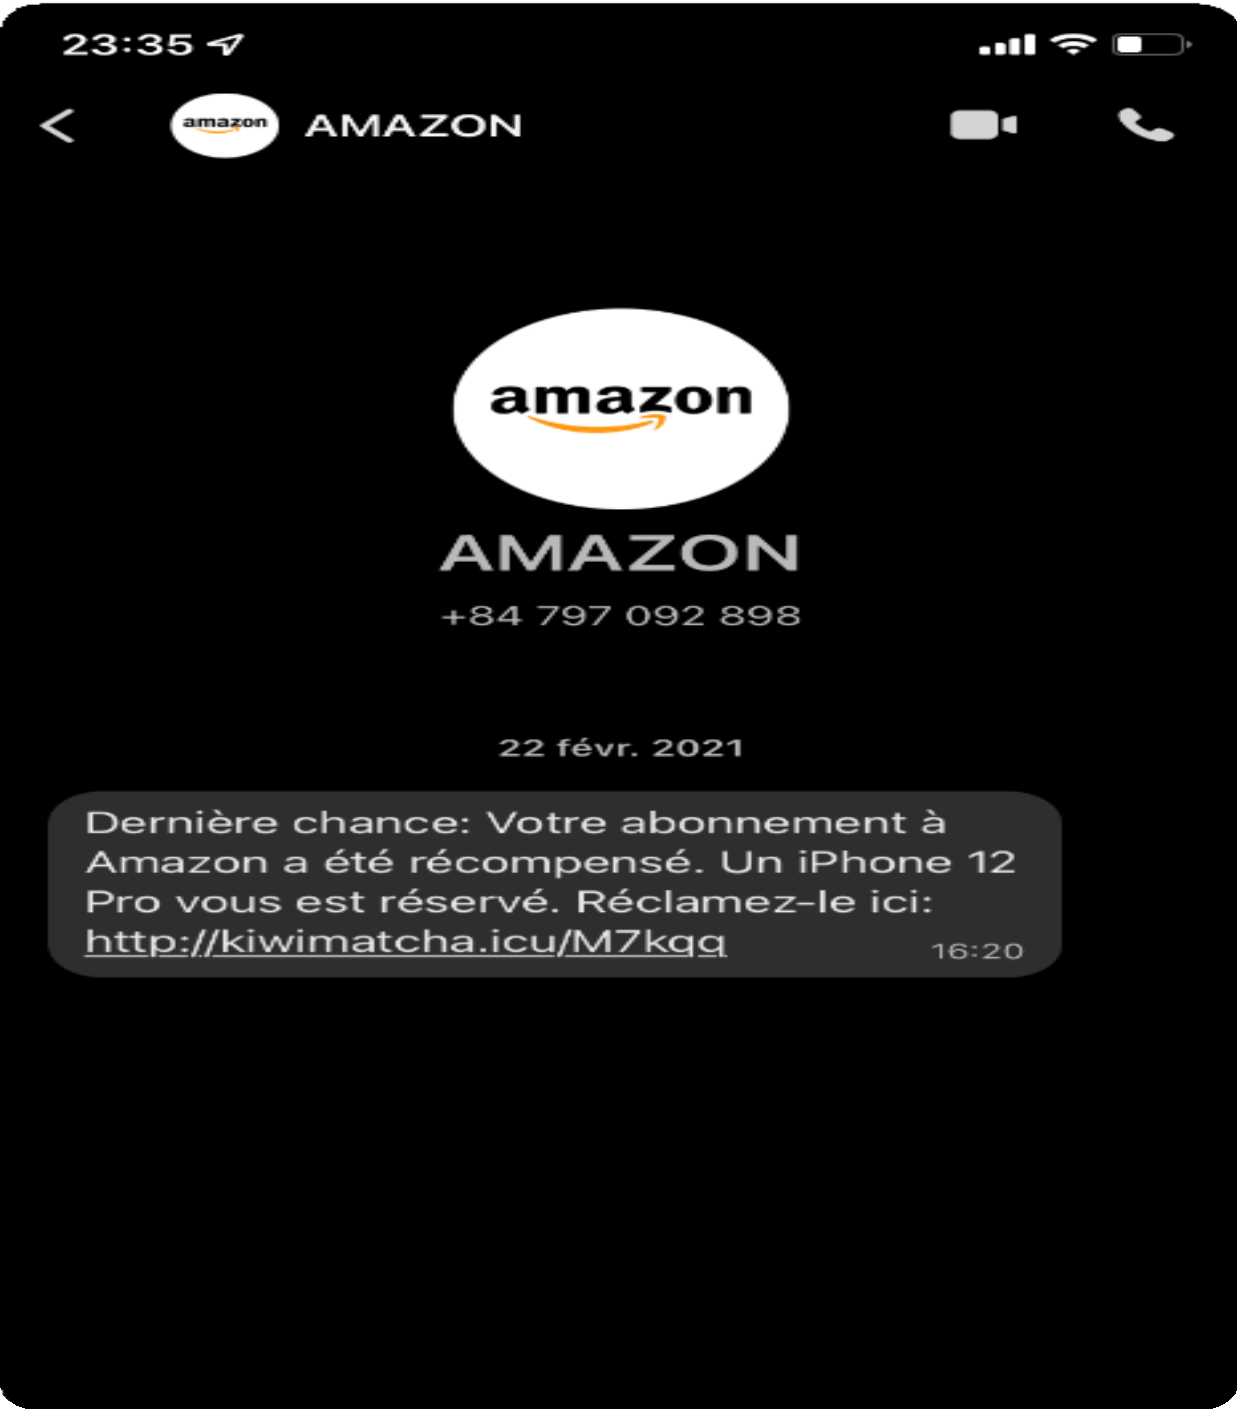 23:35
amazon AMAZON
amazon
AMAZON
+84 797 092 898
22 févr. 2021
Dernière chance: Votre abonnement à
Amazon a été récompensé. Un iPhone 12
Pro vous est réservé. Réclamez-le ici:
http://kiwimatcha.icu/M7kqq
16:20